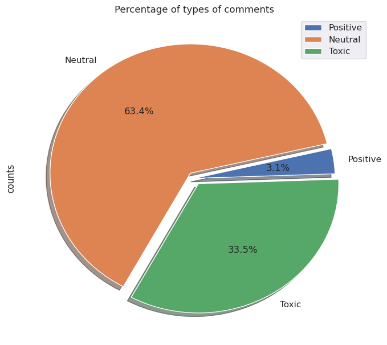 Percentage of types of comments
Positive
Neutral
Toxic
Neutral
63.4%
Positive
3.1%
counts
33.5%
Toxic